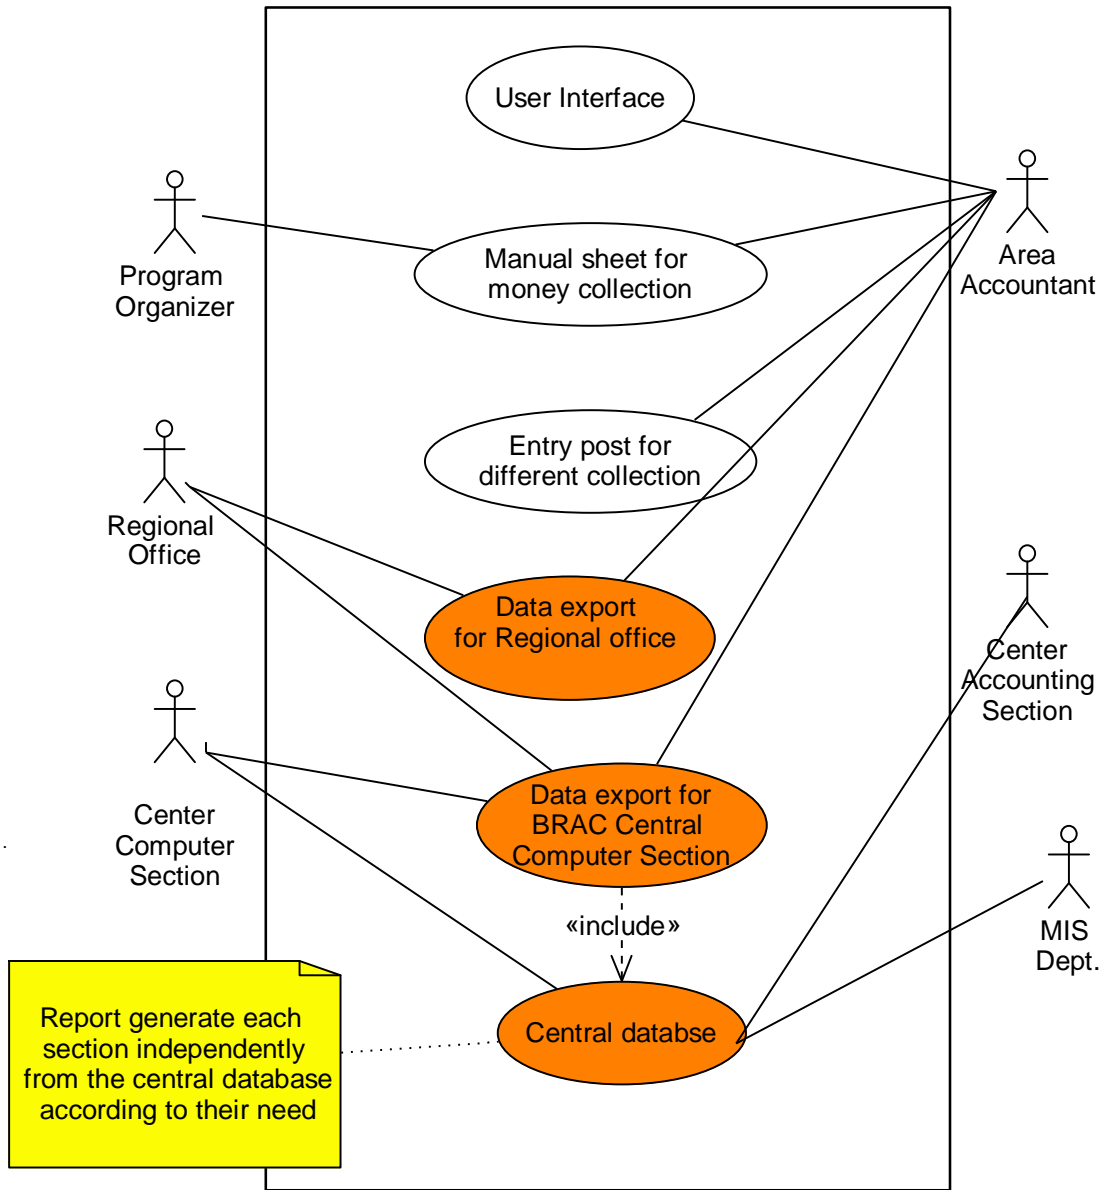 User Interface
Program
Organizer
Manual sheet for
money collection
Area
Accountant
Entry post for
different collection
Regional
Office
Data export
for Regional office
Center
Accounting
Section
Center
Computer
Section
Data export for
BRAC Central
Computer Section
«include»
MIS
Dept.
Report generate each
section independently
from the central database
according to their need
Central databse